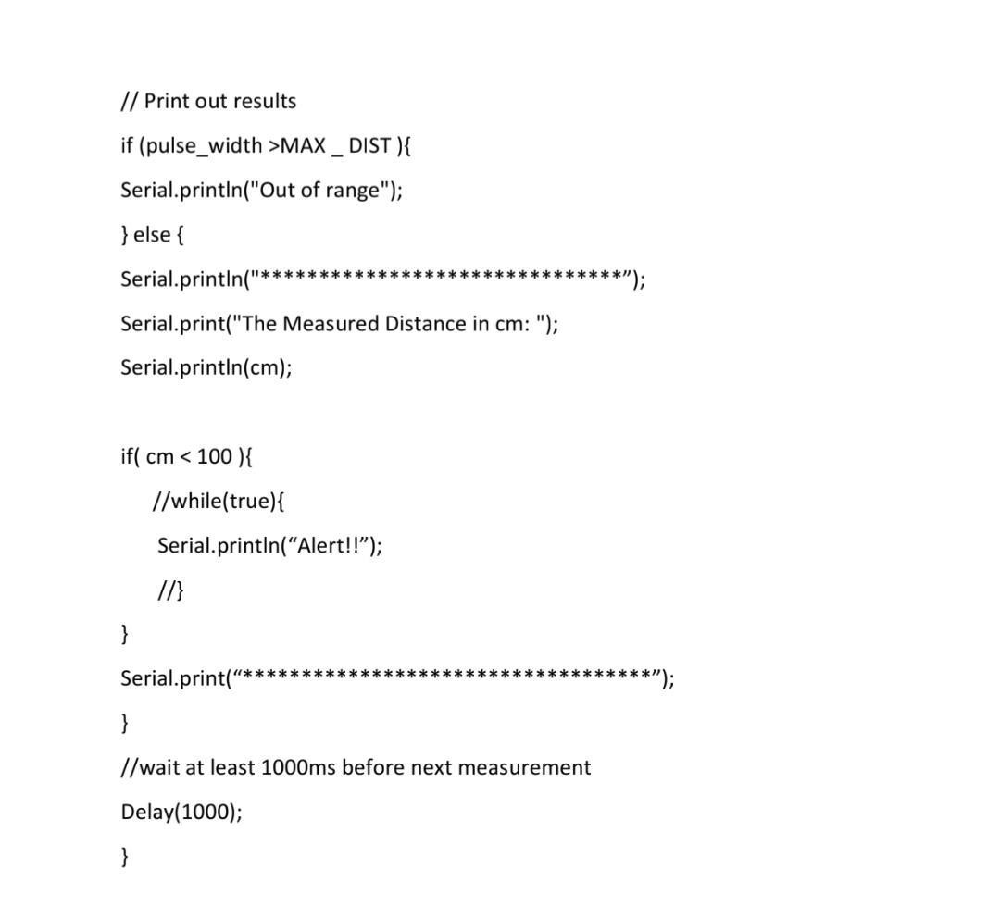 // Print out results
if (pulse_width >MAX _ DIST ){
Serial.println("Out of range");
} else {
Serial.println("*******************************”);
Serial.print("The Measured Distance in cm: ");
Serial.println(cm);
if( cm < 100 ){
//while(true){
Serial.println(“Alert!!”);
//}
}
Serial.print(“***********************************”);
}
//wait at least 1000ms before next measurement
Delay(1000);
}